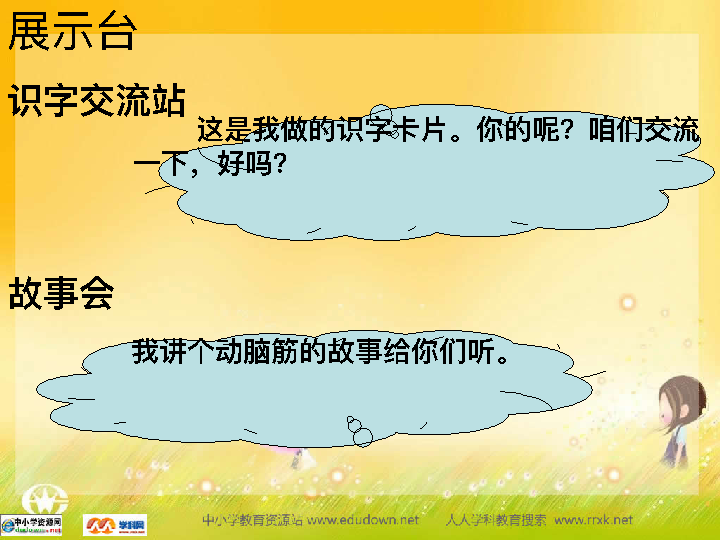 展示台
识字交流站
这是我做的识字卡片。你的呢？咱们交流
一下，好吗？
故事会
我讲个动脑筋的故事给你们听。
中小学资源网 学科网 中小学教育资源站 www.edudown.net 人人学科教育搜索 www.rrxk.net